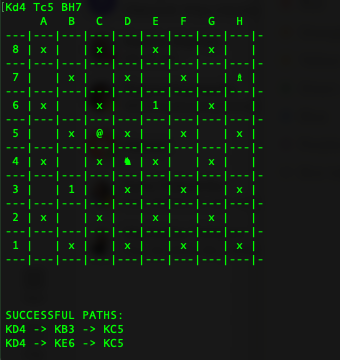 [Kd4 Tc5 BH7
A B C D E F G H
---|---|---|---|---|---|---|---|---|-
8 | x |   | x |   | x |   | x |   |
---|---|---|---|---|---|---|---|---|-
7 |   | x |   | x |   | x |   | ♗ |
---|---|---|---|---|---|---|---|---|-
6 | x |   | x |   | 1 |   | x |   |
---|---|---|---|---|---|---|---|---|-
5 |   | x | @ | x |   | x |   | x |
---|---|---|---|---|---|---|---|---|-
4 | x |   | x | ♞ | x |   | x |   |
---|---|---|---|---|---|---|---|---|-
3 |   | 1 |   | x |   | x |   | x |
---|---|---|---|---|---|---|---|---|-
2 | x |   | x |   | x |   | x |   |
---|---|---|---|---|---|---|---|---|-
1 |   | x |   | x |   | x |   | x |
---|---|---|---|---|---|---|---|---|-
SUCCESSFUL PATHS:
KD4 -> KB3 -> KC5
KD4 -> KE6 -> KC5